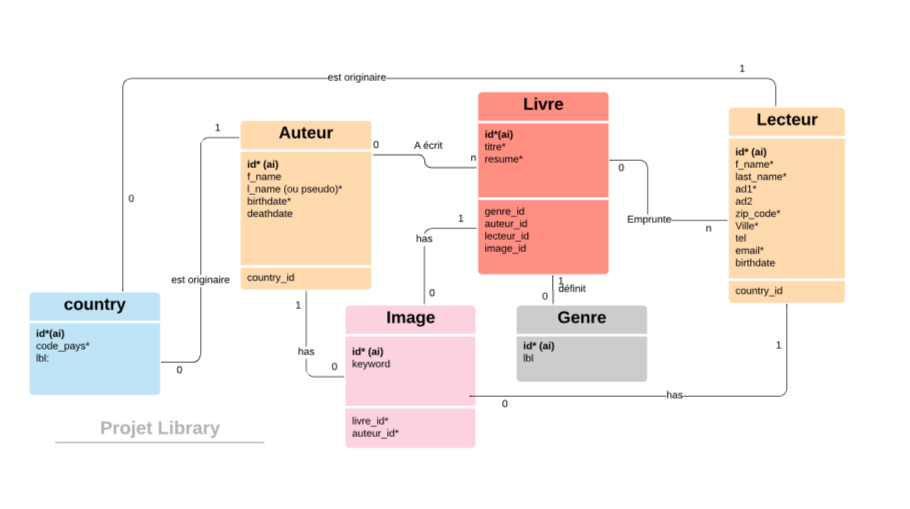 est originaire
1
Livre
id*(ai)
titre*
resume*
genre_id
auteur_id
lecteur_id
image_id
Lecteur
id* (ai)
f_name*
last_name*
ad1*
ad2
zip_code*
Ville*
tel
email*
birthdate
country_id
Auteur
id* (ai)
f_name
l_name (ou pseudo)*
birthdate*
deathdate
country_id
1
0
A écrit
n
0
Emprunte
n
0
est originaire
1
has
0
1
définit
0
country
id*(ai)
code_pays*
lbl:
0
1
has
0
Image
id* (ai)
keyword
livre_id*
auteur_id*
Genre
id* (ai)
lbl
1
has
0
Projet Library